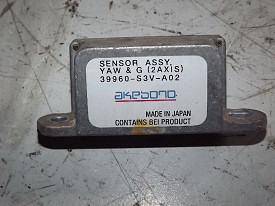 SENSOR ASSY,
YAW & G (2AXIS)
39960-S3V-A02
akebono
MADE IN JAPAN
CONTAINS BEI PRODUCT